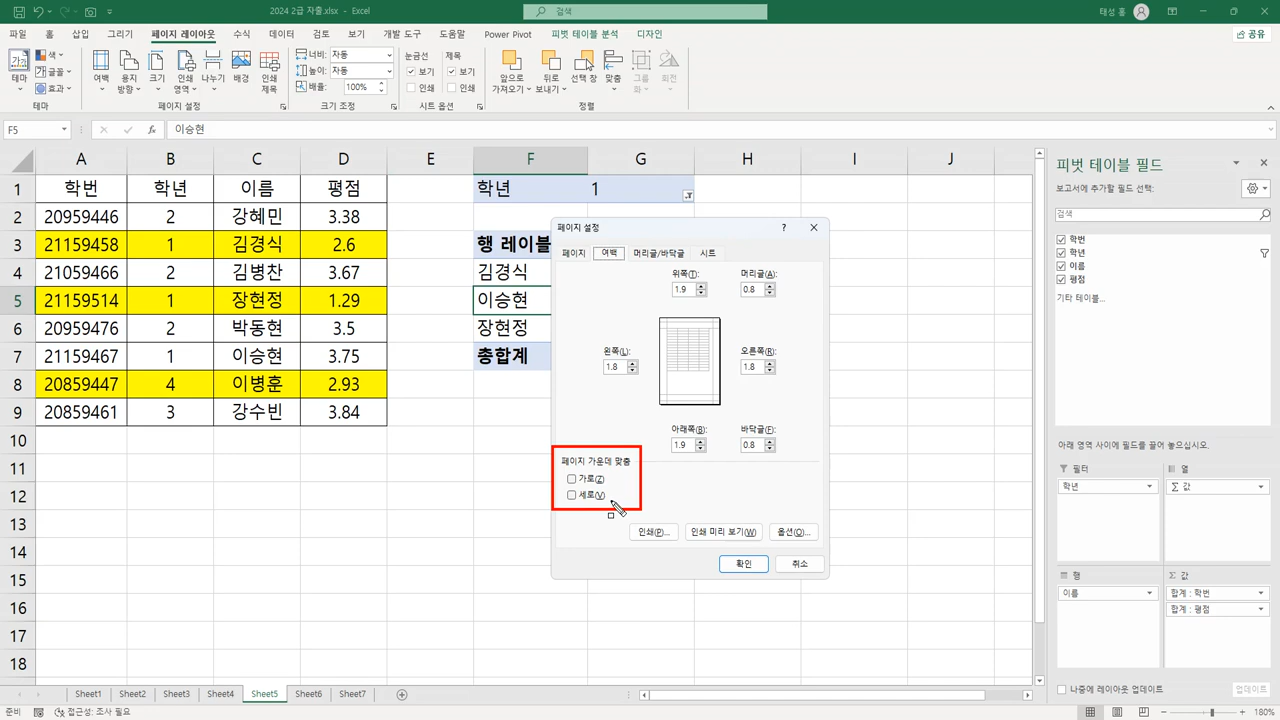 2024 2급 자출.xlsx - Excel
검색
태성 홍
파일 홈 삽입 그리기 페이지 레이아웃 수식 데이터 검토 보기 개발 도구 도움말 Power Pivot 피벗 테이블 분석 디자인
공유
테마
색
글꼴
효과
여백
용지 방향
크기
인쇄 영역
나누기
배경
인쇄 제목
너비: 자동
높이: 자동
배율: 100%
눈금선 제목
보기 보기
인쇄 인쇄
앞으로 가져오기
뒤로 보내기
선택 창
맞춤
그룹화
회전
테마 페이지 설정 크기 조정 시트 옵션 정렬
F5 fx 이승현
A B C D E F G H I J
1 학번 학년 이름 평점 학년 1
2 20959446 2 강혜민 3.38
3 21159458 1 김경식 2.6 행 레이블
4 21059466 2 김병찬 3.67 김경식
5 21159514 1 장현정 1.29 이승현
6 20959476 2 박동현 3.5 장현정
7 21159467 1 이승현 3.75 총합계
8 20859447 4 이병훈 2.93
9 20859461 3 강수빈 3.84
10
11
12
13
14
15
16
17
18
페이지 설정 ?
페이지 여백 머리글/바닥글 시트
위쪽(T): 머리글(A):
1.9 0.8
왼쪽(L): 오른쪽(R):
1.8 1.8
아래쪽(B): 바닥글(F):
1.9 0.8
페이지 가운데 맞춤
가로(Z)
세로(V)
인쇄(P)... 인쇄 미리 보기(W) 옵션(O)...
확인 취소
피벗 테이블 필드
보고서에 추가할 필드 선택:
검색
학번
학년
이름
평점
기타 테이블...
아래 영역 사이에 필드를 끌어 놓으십시오.
필터 열
학년 Σ 값
행 Σ 값
이름 합계 : 학번
합계 : 평점
나중에 레이아웃 업데이트 업데이트
Sheet1 Sheet2 Sheet3 Sheet4 Sheet5 Sheet6 Sheet7
준비 접근성: 조사 필요 180%